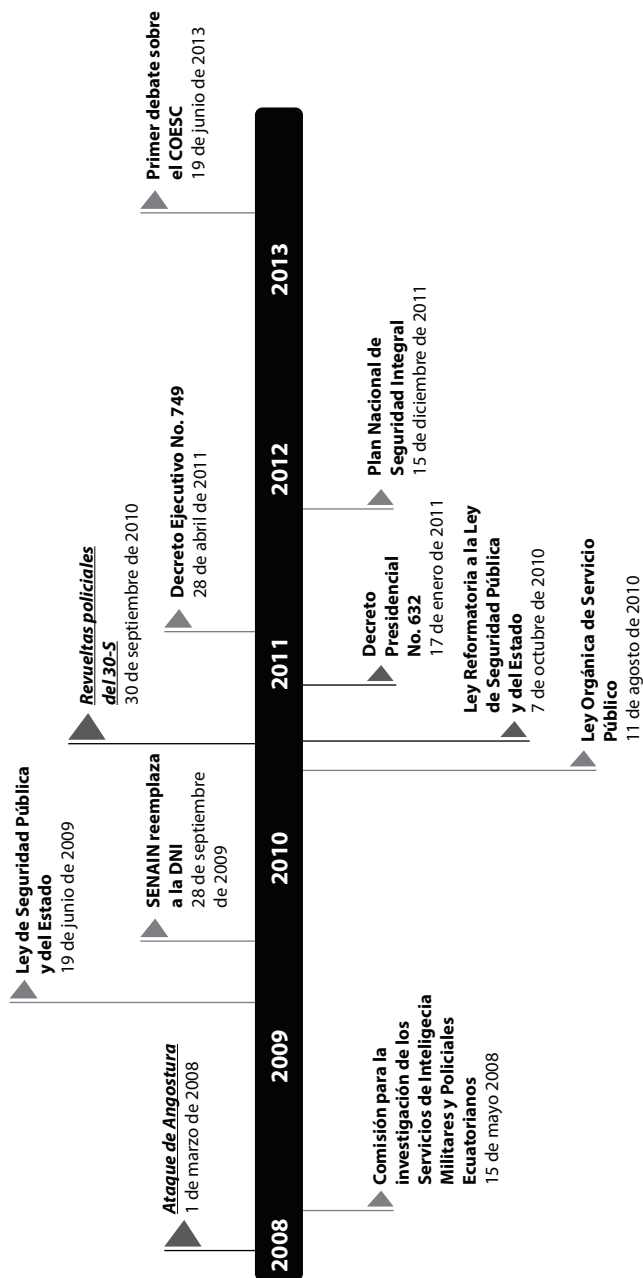 Ataque de Angostura
1 de marzo de 2008
Ley de Seguridad Pública
y del Estado
19 de junio de 2009
SENAIN reemplaza
a la DNI
28 de septiembre
de 2009
Revueltas policiales
del 30-S
30 de septiembre de 2010
Decreto Ejecutivo No. 749
28 de abril de 2011
Primer debate sobre
el COESC
19 de junio de 2013
2008
2009
2010
2011
2012
2013
Comisión para la
investigación de los
Servicios de Inteligecia
Militares y Policiales
Ecuatorianos
15 de mayo 2008
Decreto
Presidencial
No. 632
17 de enero de 2011
Plan Nacional de
Seguridad Integral
15 de diciembre de 2011
Ley Reformatoria a la Ley
de Seguridad Pública
y del Estado
7 de octubre de 2010
Ley Orgánica de Servicio
Público
11 de agosto de 2010